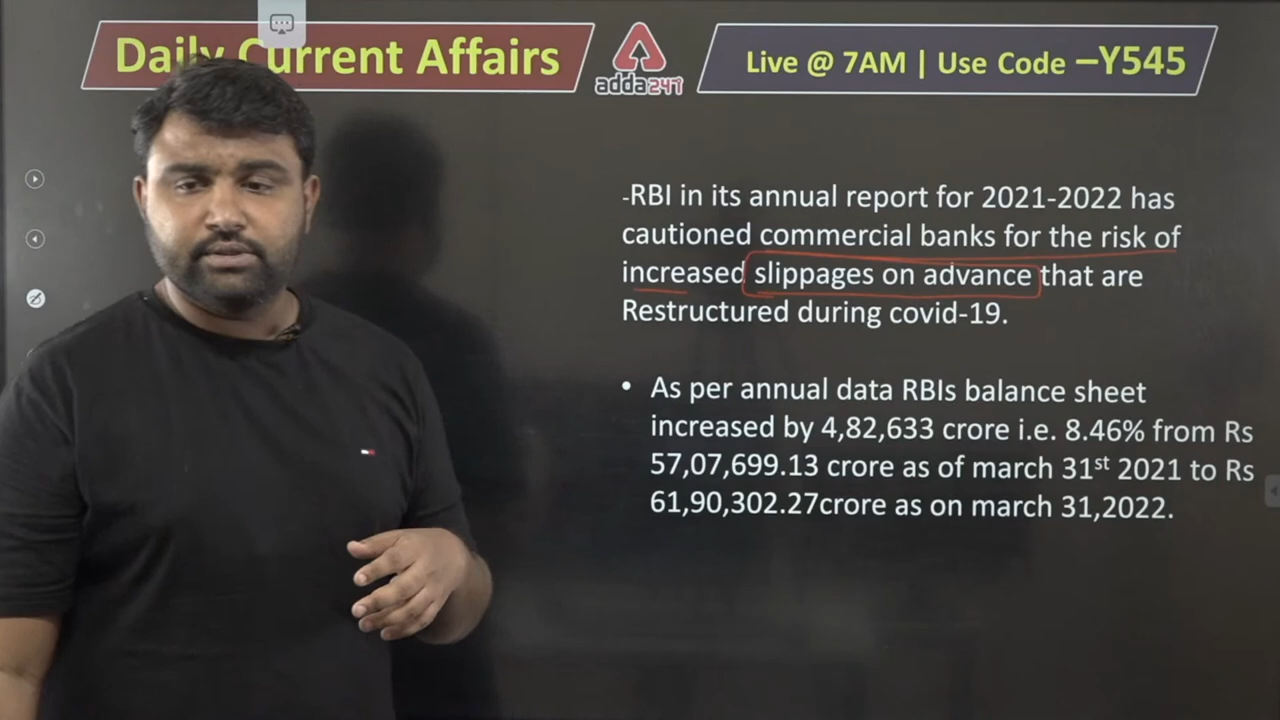 Daily Current Affairs
adda247
Live @ 7AM | Use Code –Y545
-RBI in its annual report for 2021-2022 has
cautioned commercial banks for the risk of
increased slippages on advance that are
Restructured during covid-19.
• As per annual data RBIs balance sheet
increased by 4,82,633 crore i.e. 8.46% from Rs
57,07,699.13 crore as of march 31st 2021 to Rs
61,90,302.27crore as on march 31,2022.